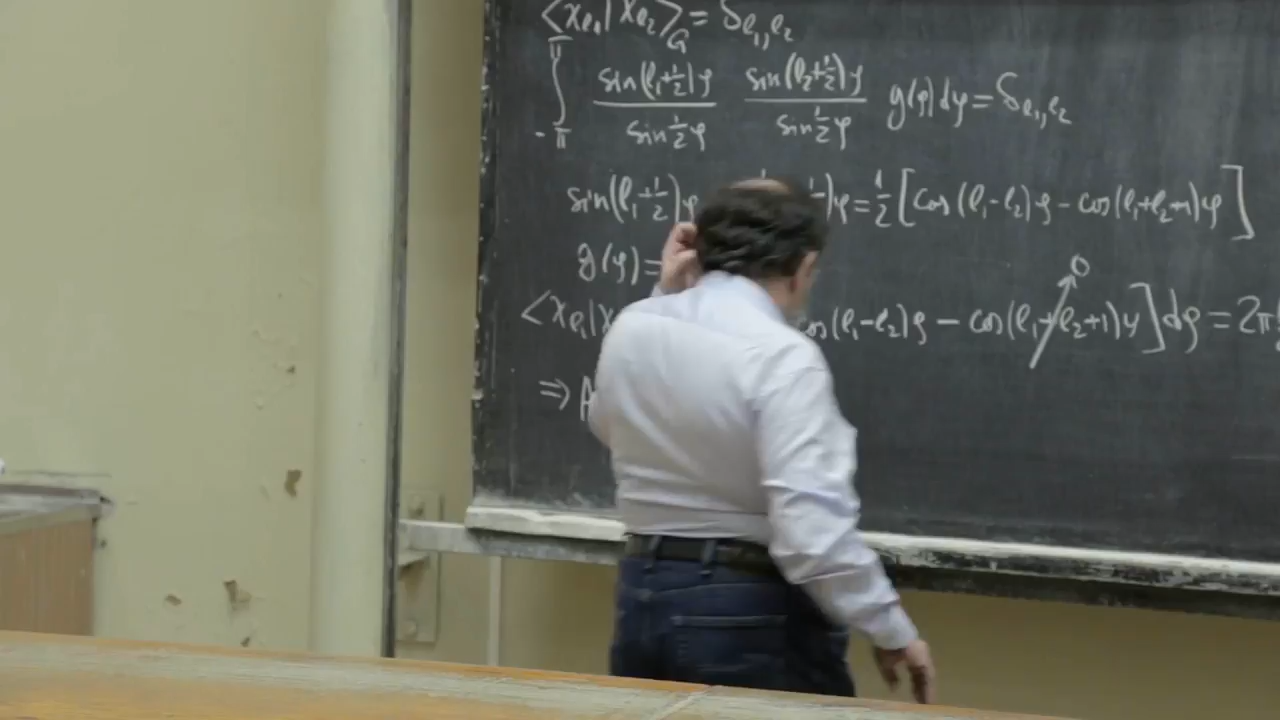 ⟨χ_{ℓ₁}|χ_{ℓ₂}⟩_G = δ_{ℓ₁,ℓ₂}
∫_{-π}^{π} sin(ℓ₁+½)φ / sin½φ  sin(ℓ₂+½)φ / sin½φ  g(φ)dφ = δ_{ℓ₁,ℓ₂}
sin(ℓ₁+½)φ )φ = ½[cos(ℓ₁-ℓ₂)φ - cos(ℓ₁+ℓ₂+1)φ]
g(φ)=
0
⟨χ_{ℓ₁}|χ cos(ℓ₁-ℓ₂)φ - cos(ℓ₁+ℓ₂+1)φ]dφ = 2π
⇒ A